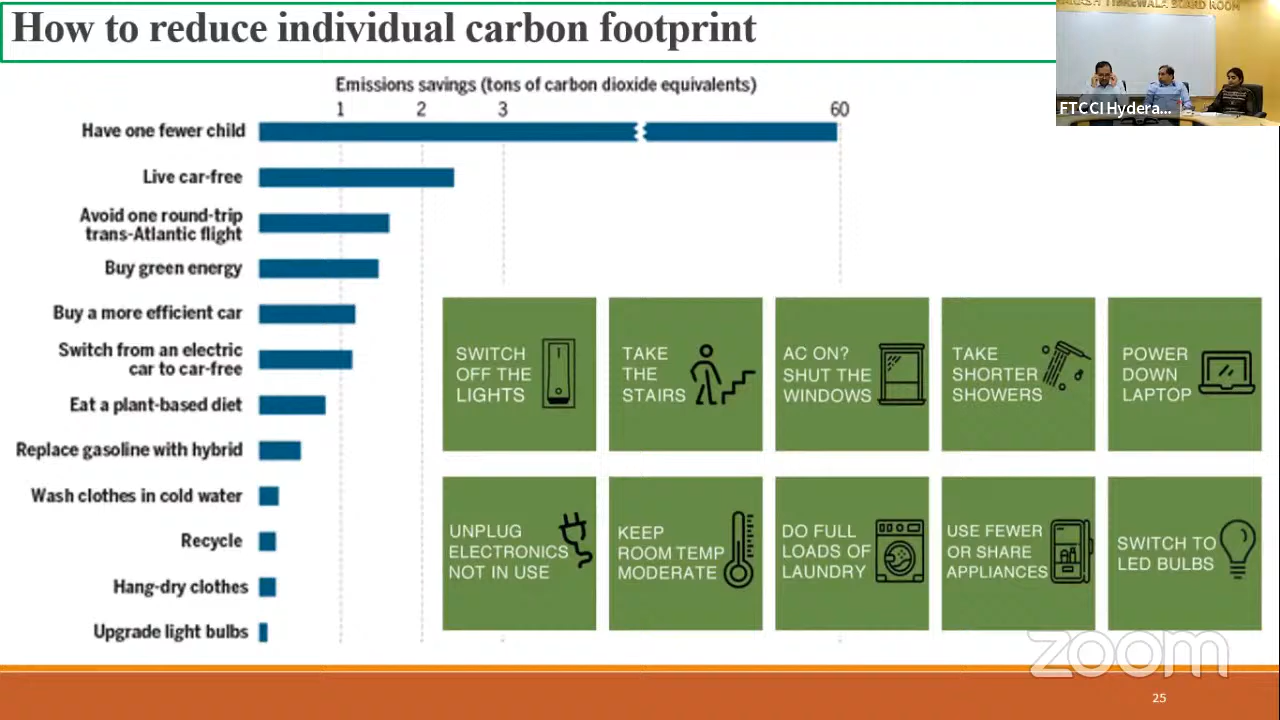 How to reduce individual carbon footprint
BOARD ROOM
FTCCI Hydera...
Emissions savings (tons of carbon dioxide equivalents)
1 2 3 60
Have one fewer child
Live car-free
Avoid one round-trip
trans-Atlantic flight
Buy green energy
Buy a more efficient car
Switch from an electric
car to car-free
Eat a plant-based diet
Replace gasoline with hybrid
Wash clothes in cold water
Recycle
Hang-dry clothes
Upgrade light bulbs
SWITCH
OFF THE
LIGHTS
TAKE
THE
STAIRS
AC ON?
SHUT THE
WINDOWS
TAKE
SHORTER
SHOWERS
POWER
DOWN
LAPTOP
UNPLUG
ELECTRONICS
NOT IN USE
KEEP
ROOM TEMP
MODERATE
DO FULL
LOADS OF
LAUNDRY
USE FEWER
OR SHARE
APPLIANCES
SWITCH TO
LED BULBS
zoom
25